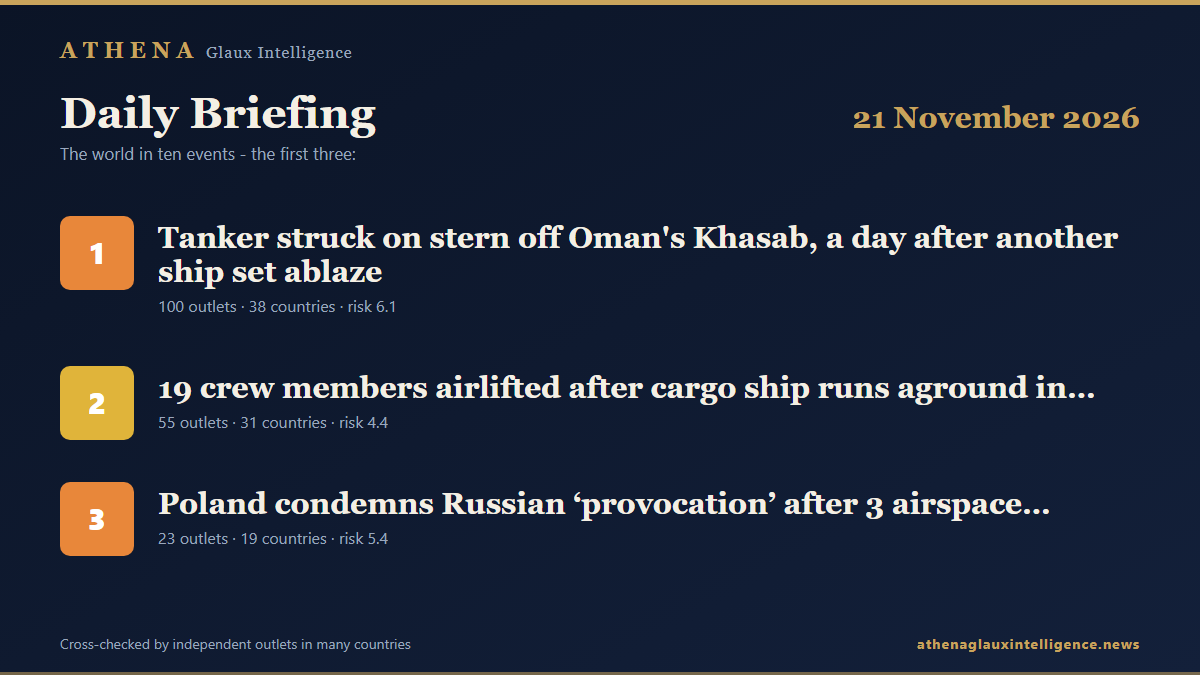 ATHENA Glaux Intelligence
Daily Briefing
21 November 2026
The world in ten events - the first three:
1
Tanker struck on stern off Oman's Khasab, a day after another
ship set ablaze
100 outlets · 38 countries · risk 6.1
2
19 crew members airlifted after cargo ship runs aground in...
55 outlets · 31 countries · risk 4.4
3
Poland condemns Russian ‘provocation’ after 3 airspace...
23 outlets · 19 countries · risk 5.4
Cross-checked by independent outlets in many countries
athenaglauxintelligence.news